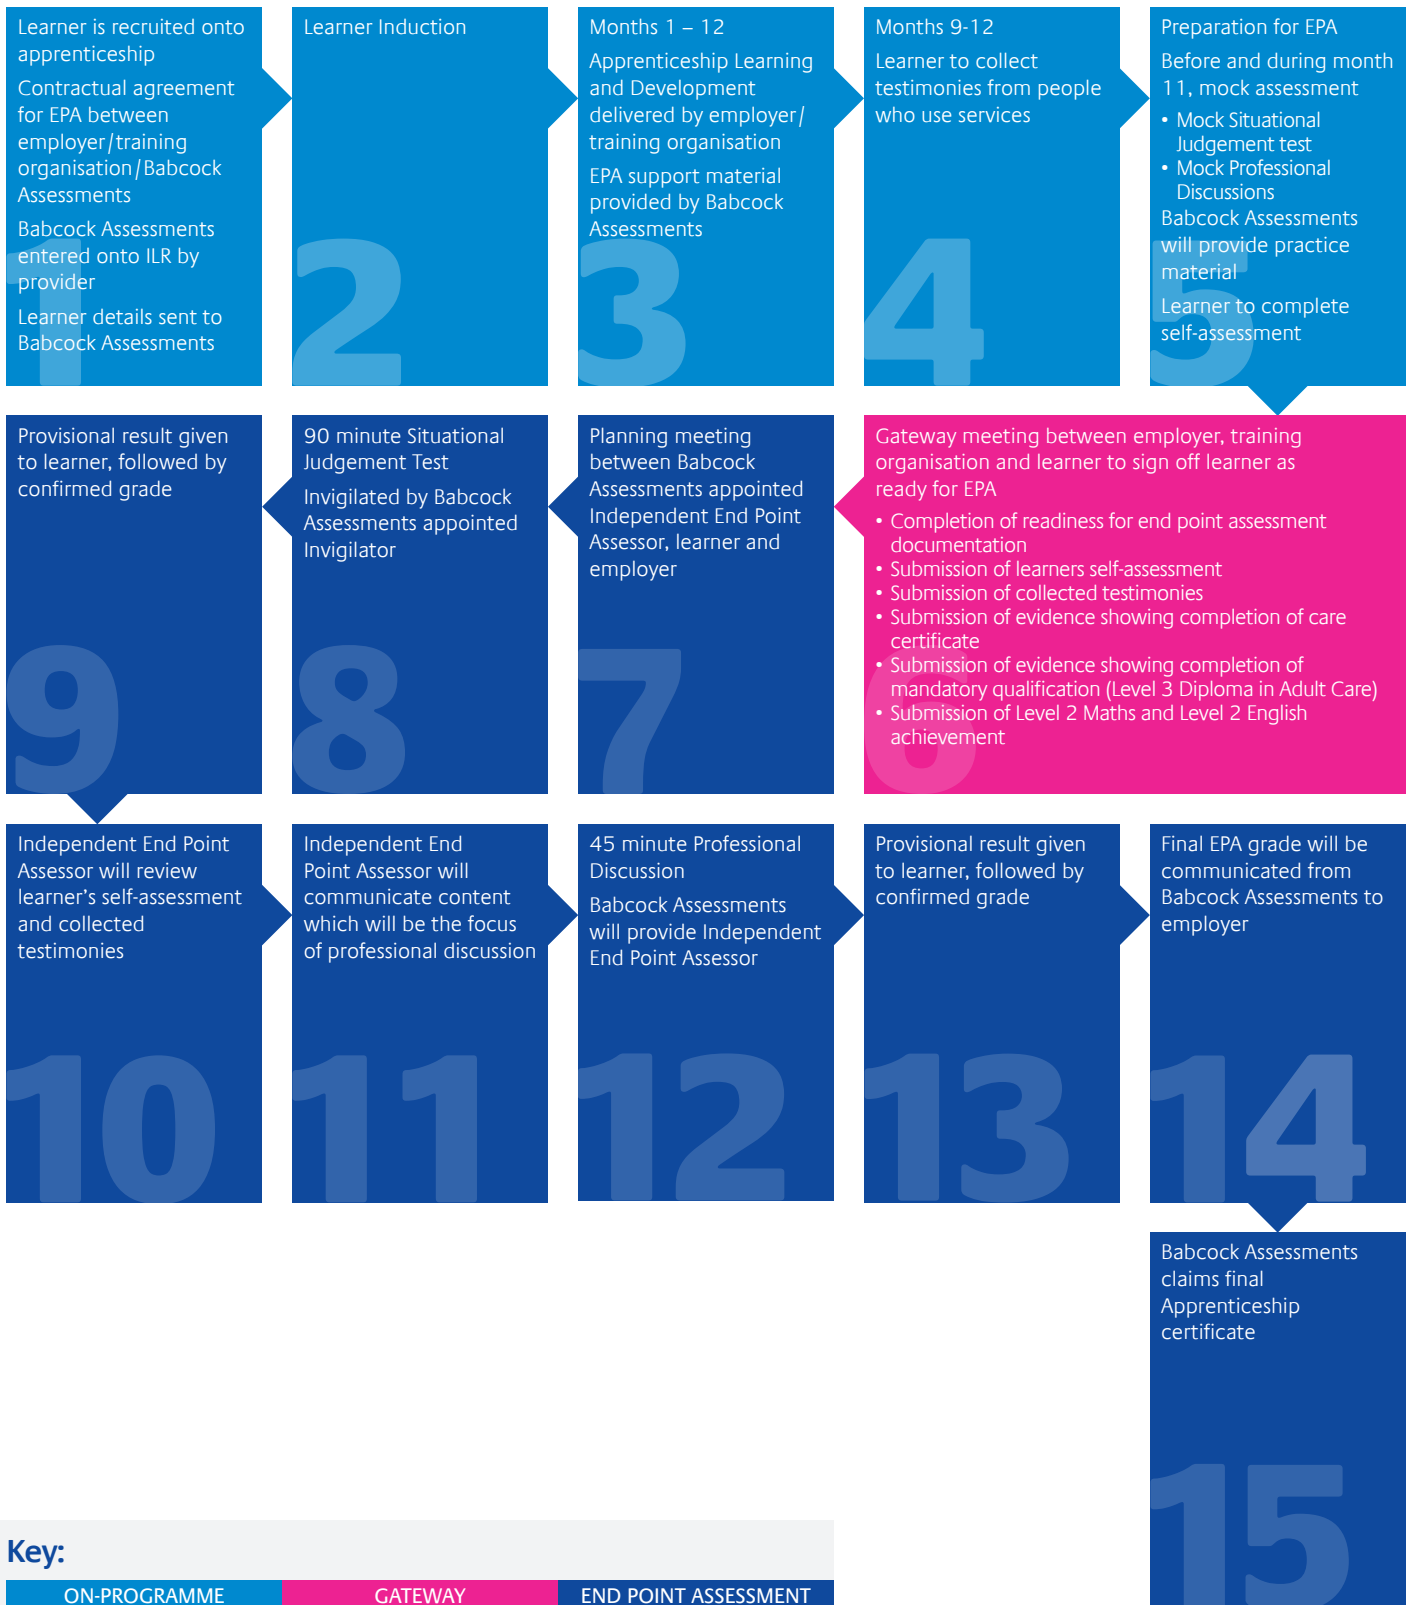 Learner is recruited onto
apprenticeship
Contractual agreement
for EPA between
employer/training
organisation/Babcock
Assessments
Babcock Assessments
entered onto ILR by
provider
Learner details sent to
Babcock Assessments
1
Learner Induction
2
Months 1 – 12
Apprenticeship Learning
and Development
delivered by employer/
training organisation
EPA support material
provided by Babcock
Assessments
3
Months 9-12
Learner to collect
testimonies from people
who use services
4
Preparation for EPA
Before and during month
11, mock assessment
• Mock Situational
Judgement test
• Mock Professional
Discussions
Babcock Assessments
will provide practice
material
Learner to complete
self-assessment
5
Gateway meeting between employer, training
organisation and learner to sign off learner as
ready for EPA
• Completion of readiness for end point assessment
documentation
• Submission of learners self-assessment
• Submission of collected testimonies
• Submission of evidence showing completion of care
certificate
• Submission of evidence showing completion of
mandatory qualification (Level 3 Diploma in Adult Care)
• Submission of Level 2 Maths and Level 2 English
achievement
6
Planning meeting
between Babcock
Assessments appointed
Independent End Point
Assessor, learner and
employer
7
90 minute Situational
Judgement Test
Invigilated by Babcock
Assessments appointed
Invigilator
8
Provisional result given
to learner, followed by
confirmed grade
9
Independent End Point
Assessor will review
learner’s self-assessment
and collected
testimonies
10
Independent End
Point Assessor will
communicate content
which will be the focus
of professional discussion
11
45 minute Professional
Discussion
Babcock Assessments
will provide Independent
End Point Assessor
12
Provisional result given
to learner, followed by
confirmed grade
13
Final EPA grade will be
communicated from
Babcock Assessments to
employer
14
Babcock Assessments
claims final
Apprenticeship
certificate
15
Key:
ON-PROGRAMME
GATEWAY
END POINT ASSESSMENT